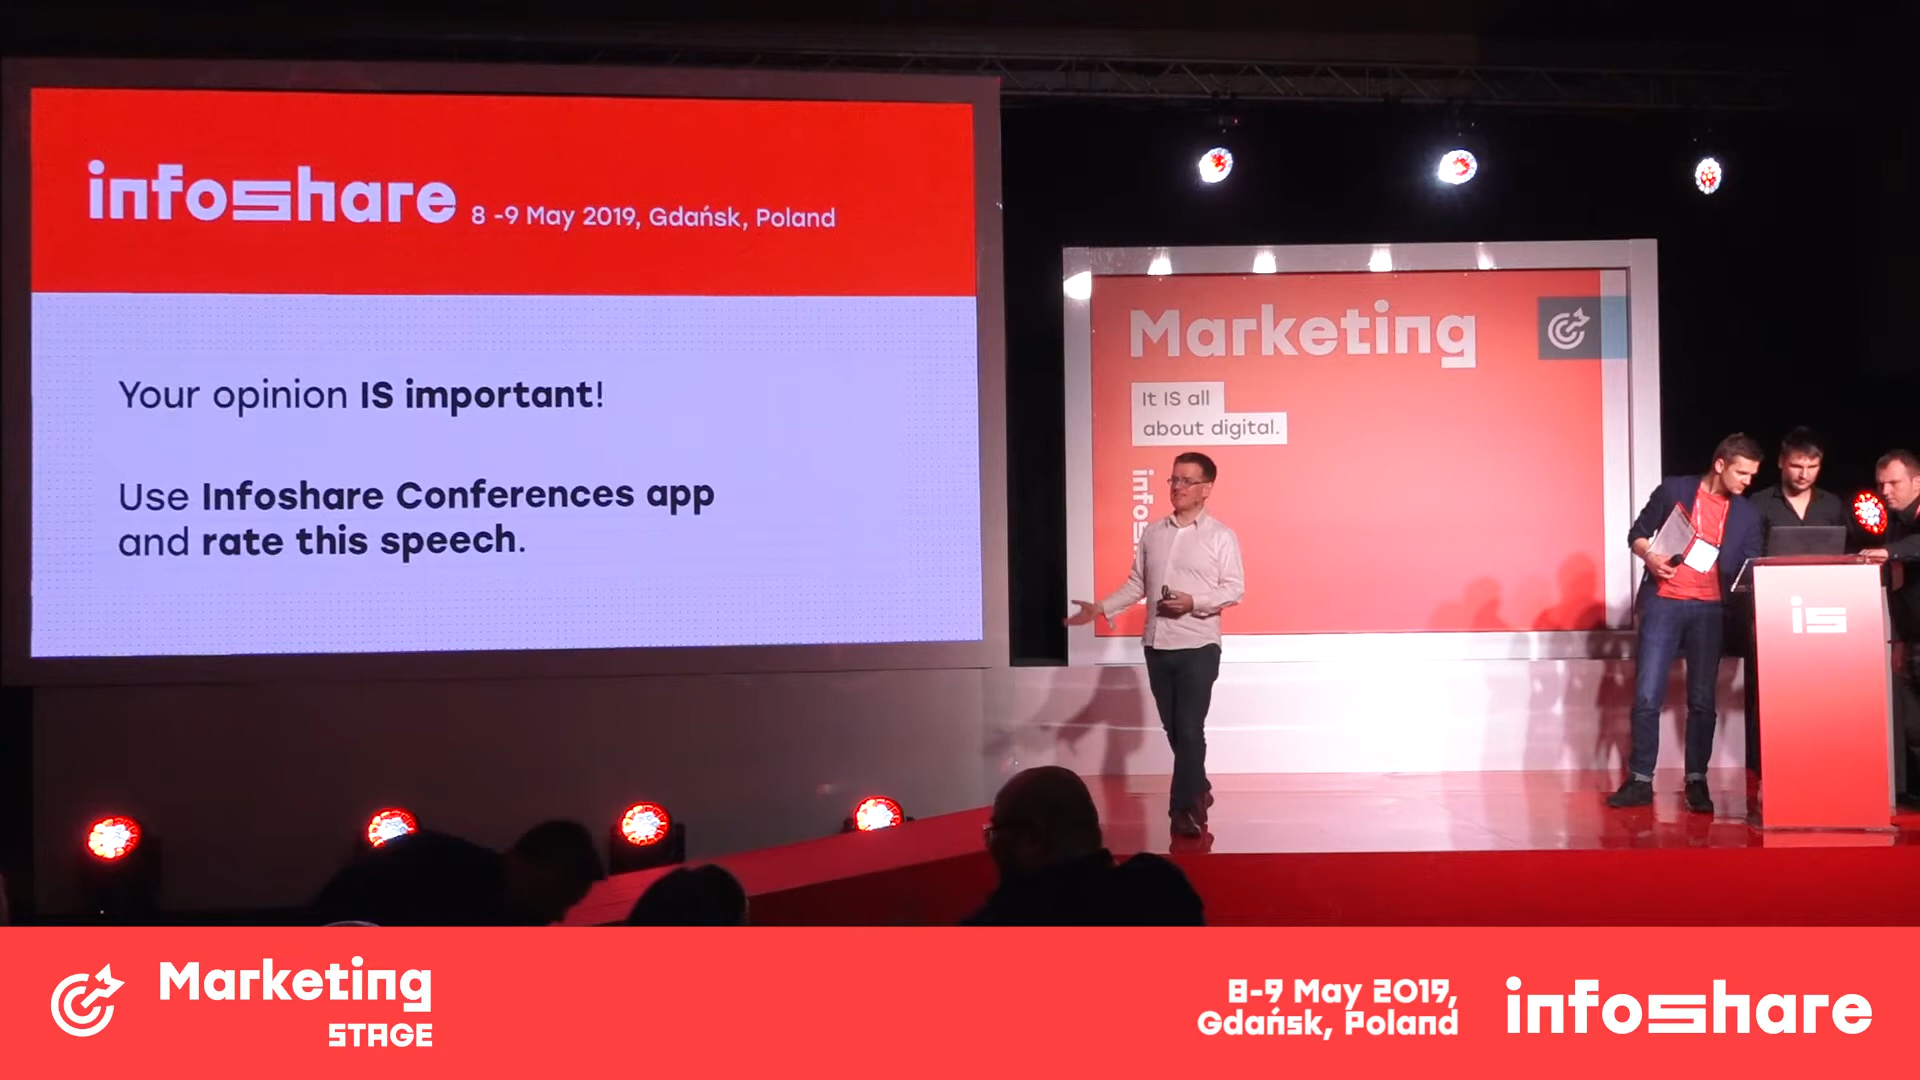 infoshare 8 -9 May 2019, Gdańsk, Poland
Your opinion IS important!
Use Infoshare Conferences app
and rate this speech.
Marketing
It IS all
about digital.
is
Marketing
STAGE
8-9 May 2019,
Gdańsk, Poland
infoshare